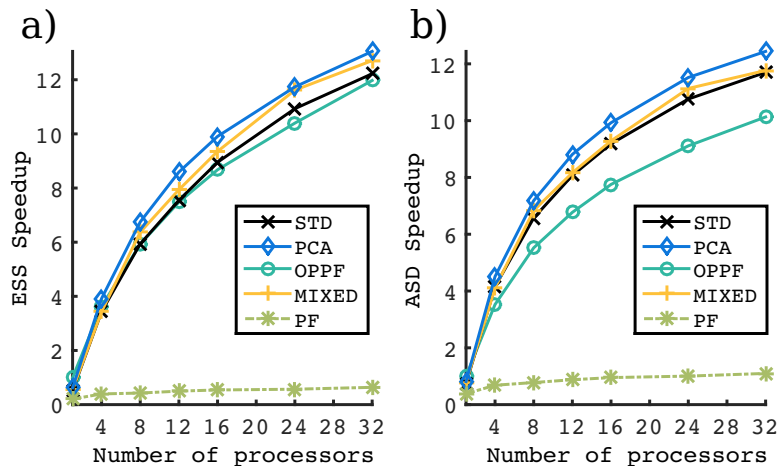 a)
ESS Speedup
12
10
8
6
4
2
0
4 8 12 16 20 24 28 32
Number of processors
STD
PCA
OPPF
MIXED
PF
b)
ASD Speedup
12
10
8
6
4
2
0
4 8 12 16 20 24 28 32
Number of processors
STD
PCA
OPPF
MIXED
PF